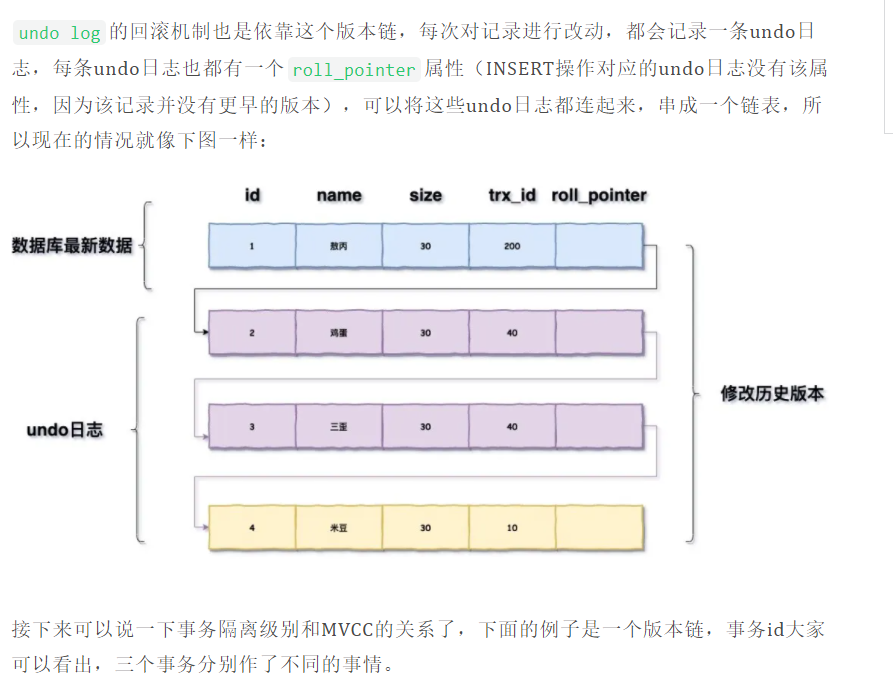 undo log 的回滚机制也是依靠这个版本链，每次对记录进行改动，都会记录一条undo日
志，每条undo日志也都有一个 roll_pointer 属性（INSERT操作对应的undo日志没有该属
性，因为该记录并没有更早的版本），可以将这些undo日志都连起来，串成一个链表，所
以现在的情况就像下图一样：
id name size trx_id roll_pointer
数据库最新数据
1 敖丙 30 200
2 鸡蛋 30 40
修改历史版本
undo日志
3 三歪 30 40
4 米豆 30 10
接下来可以说一下事务隔离级别和MVCC的关系了，下面的例子是一个版本链，事务id大家
可以看出，三个事务分别作了不同的事情。